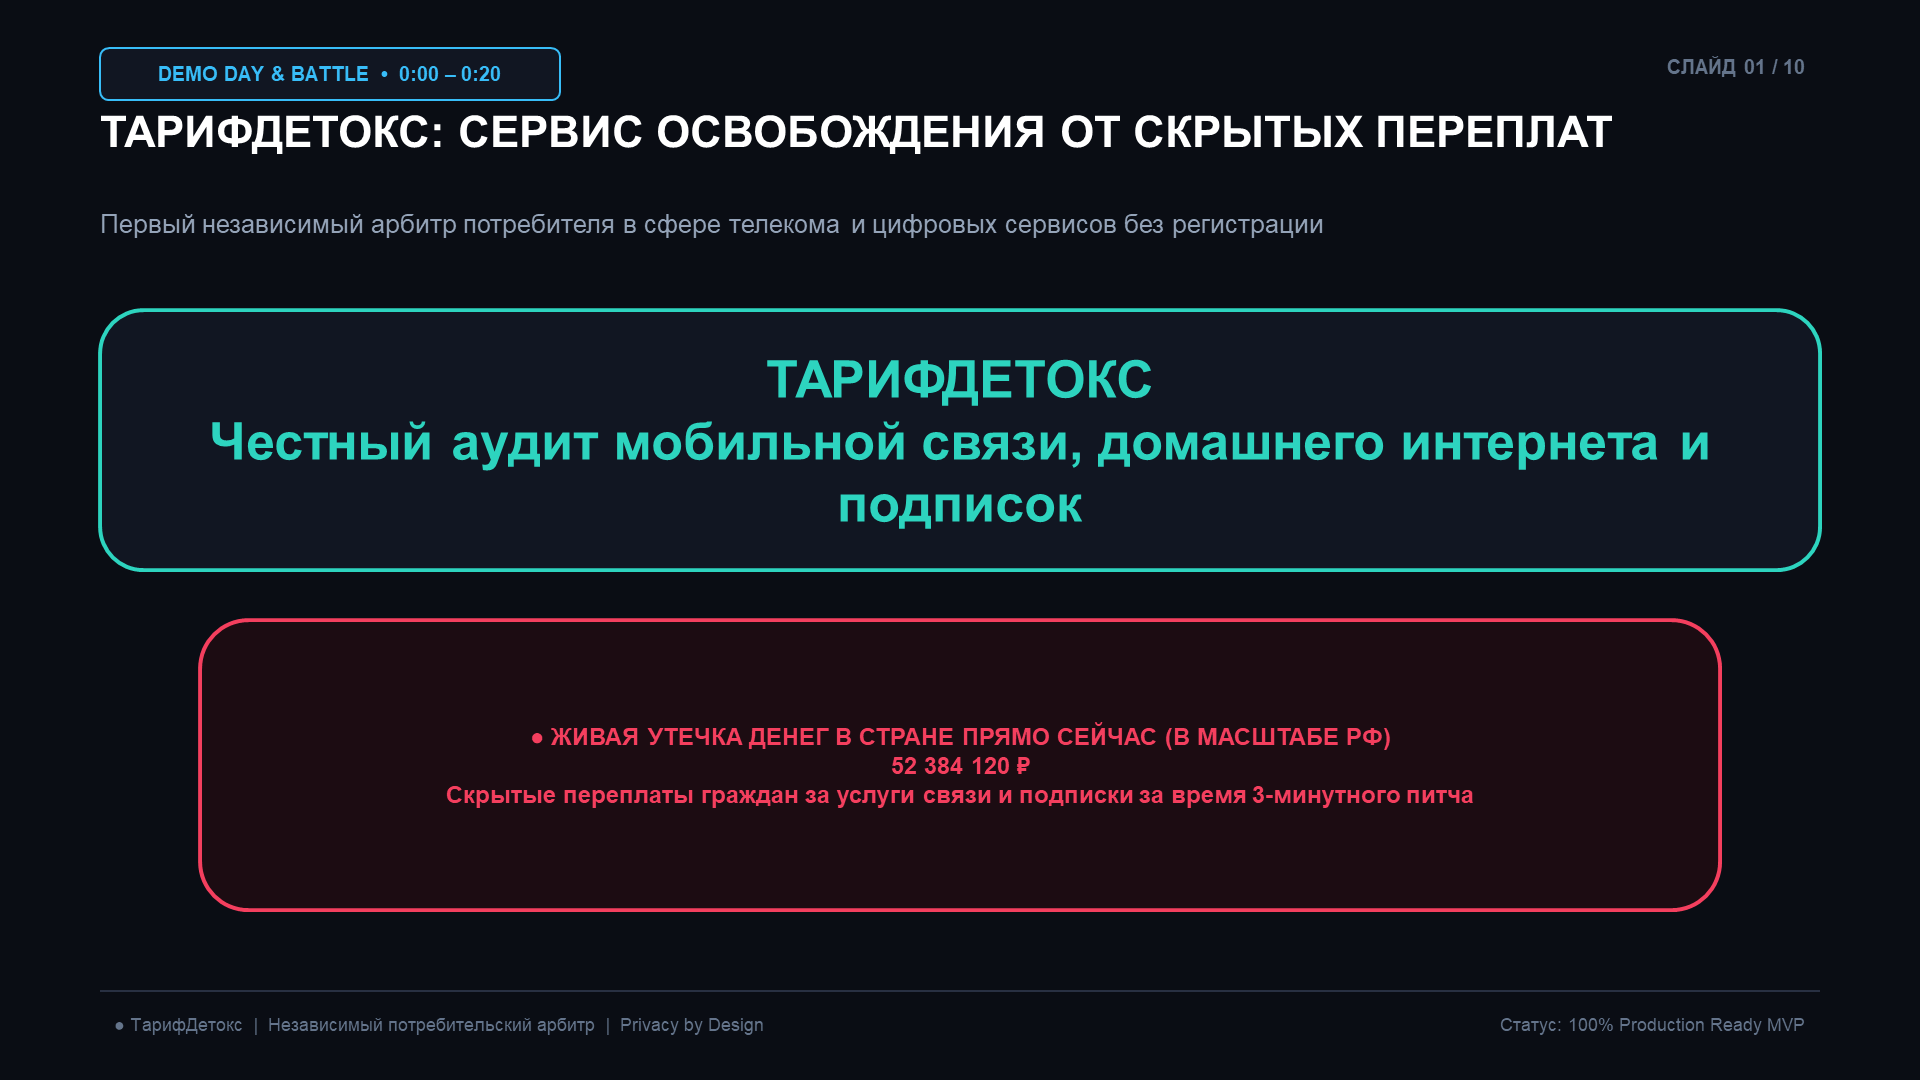 DEMO DAY & BATTLE • 0:00 – 0:20
СЛАЙД 01 / 10
ТАРИФДЕТОКС: СЕРВИС ОСВОБОЖДЕНИЯ ОТ СКРЫТЫХ ПЕРЕПЛАТ
Первый независимый арбитр потребителя в сфере телекома и цифровых сервисов без регистрации
ТАРИФДЕТОКС
Честный аудит мобильной связи, домашнего интернета и
подписок
● ЖИВАЯ УТЕЧКА ДЕНЕГ В СТРАНЕ ПРЯМО СЕЙЧАС (В МАСШТАБЕ РФ)
52 384 120 ₽
Скрытые переплаты граждан за услуги связи и подписки за время 3-минутного питча
● ТарифДетокс | Независимый потребительский арбитр | Privacy by Design
Статус: 100% Production Ready MVP